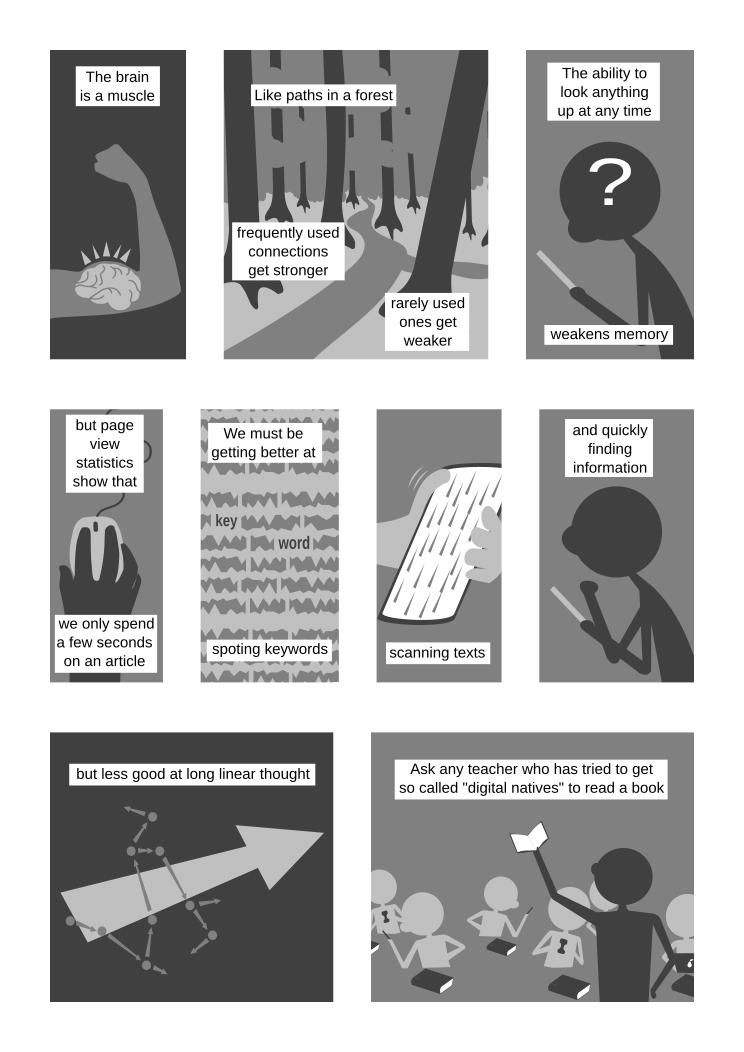 The brain
is a muscle
Like paths in a forest
frequently used
connections
get stronger
rarely used
ones get
weaker
The ability to
look anything
up at any time
?
weakens memory
but page
view
statistics
show that
we only spend
a few seconds
on an article
We must be
getting better at
key
word
spoting keywords
scanning texts
and quickly
finding
information
but less good at long linear thought
Ask any teacher who has tried to get
so called "digital natives" to read a book